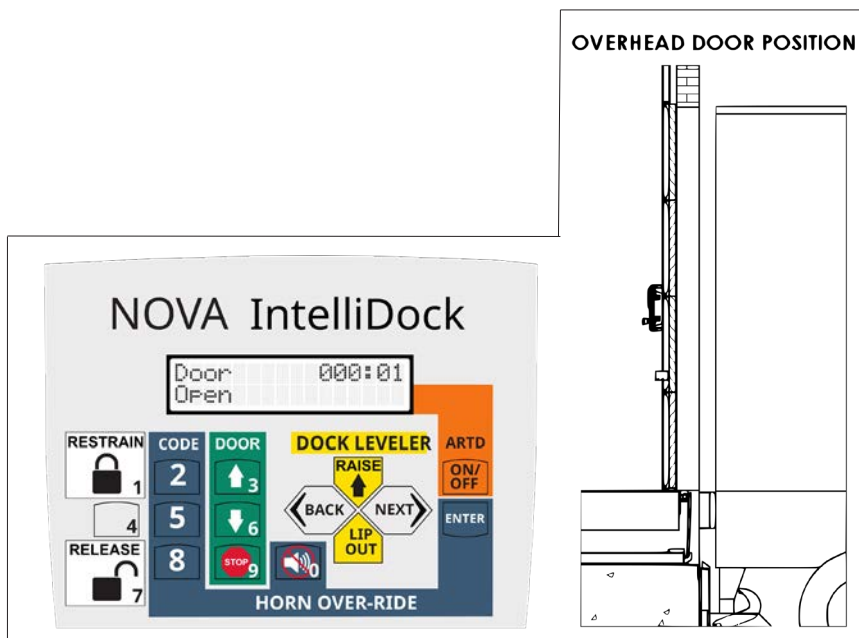 OVERHEAD DOOR POSITION
NOVA IntelliDock
Door 000:01
Open
RESTRAIN CODE DOOR DOCK LEVELER ARTD
1 2 3 RAISE ON/
OFF
4 5 6 BACK NEXT ENTER
LIP
OUT
RELEASE
7 8 STOP 9 0
HORN OVER-RIDE